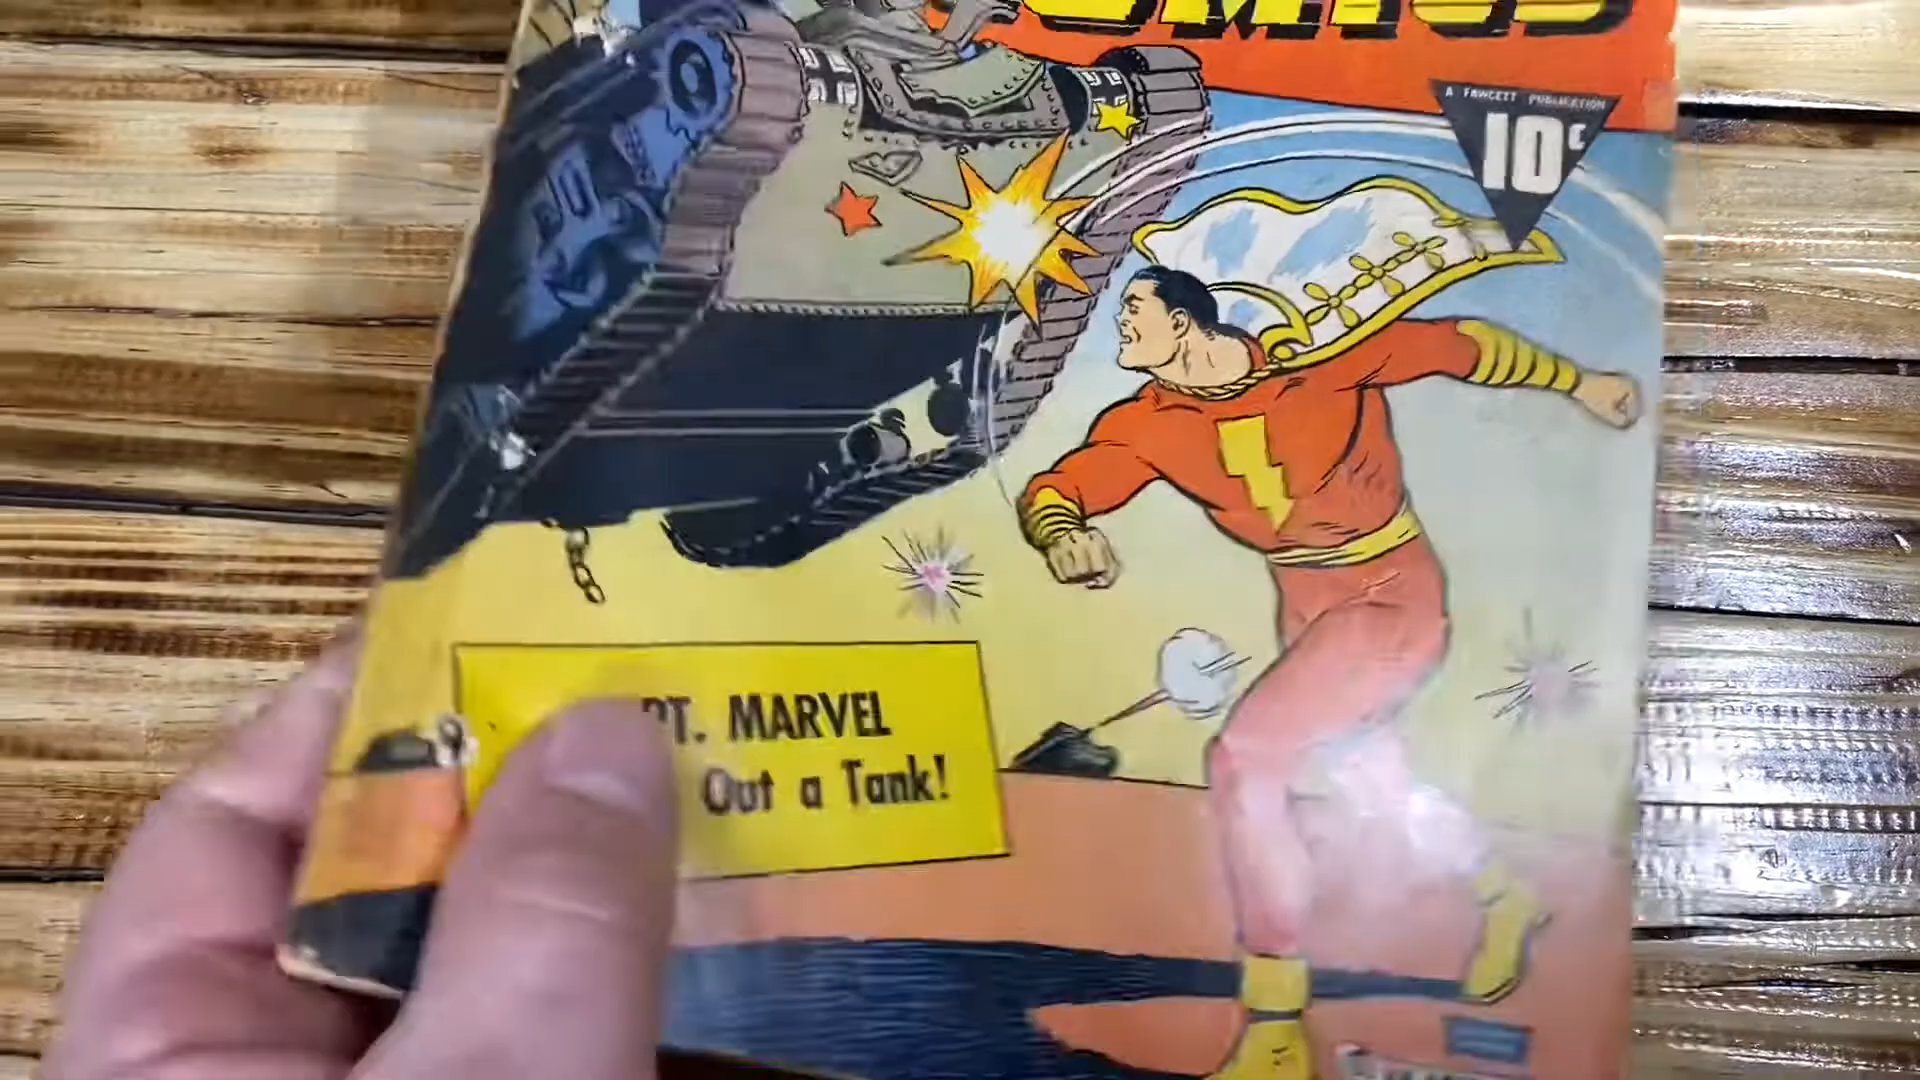 A FAWCETT PUBLICATION
10¢
PT. MARVEL
Out a Tank!